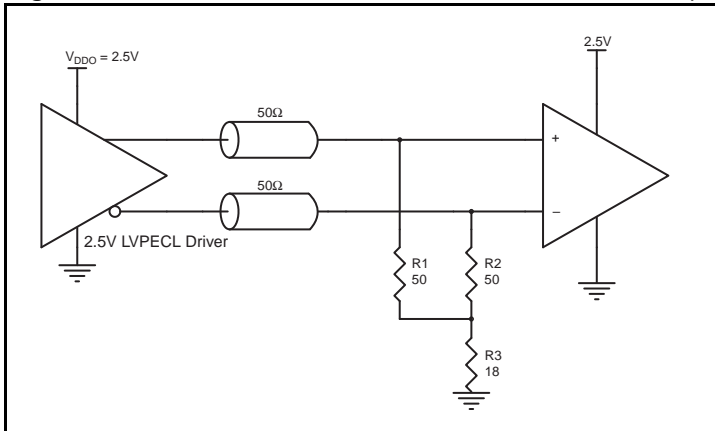 V_DDO = 2.5V
2.5V
50Ω
+
50Ω
–
2.5V LVPECL Driver
R1
50
R2
50
R3
18